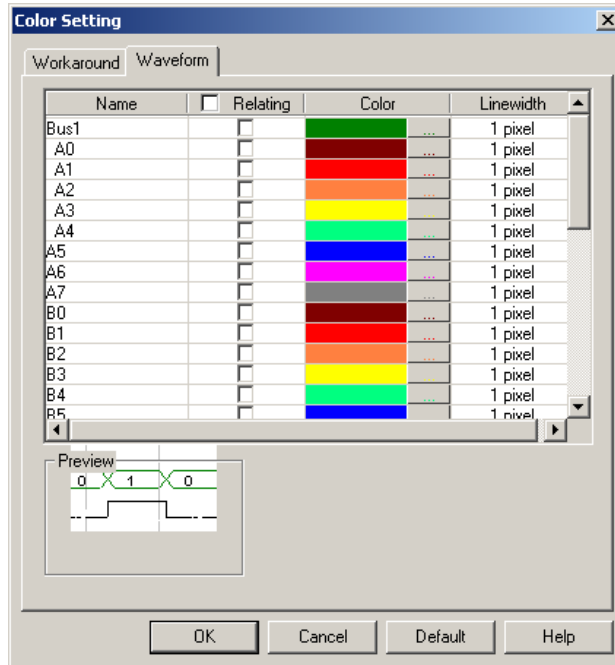 Color Setting
Workaround Waveform
Name Relating Color Linewidth
Bus1 ... 1 pixel
A0 ... 1 pixel
A1 ... 1 pixel
A2 ... 1 pixel
A3 ... 1 pixel
A4 ... 1 pixel
A5 ... 1 pixel
A6 ... 1 pixel
A7 ... 1 pixel
B0 ... 1 pixel
B1 ... 1 pixel
B2 ... 1 pixel
B3 ... 1 pixel
B4 ... 1 pixel
B5 ... 1 pixel
Preview
0 1 0
OK Cancel Default Help